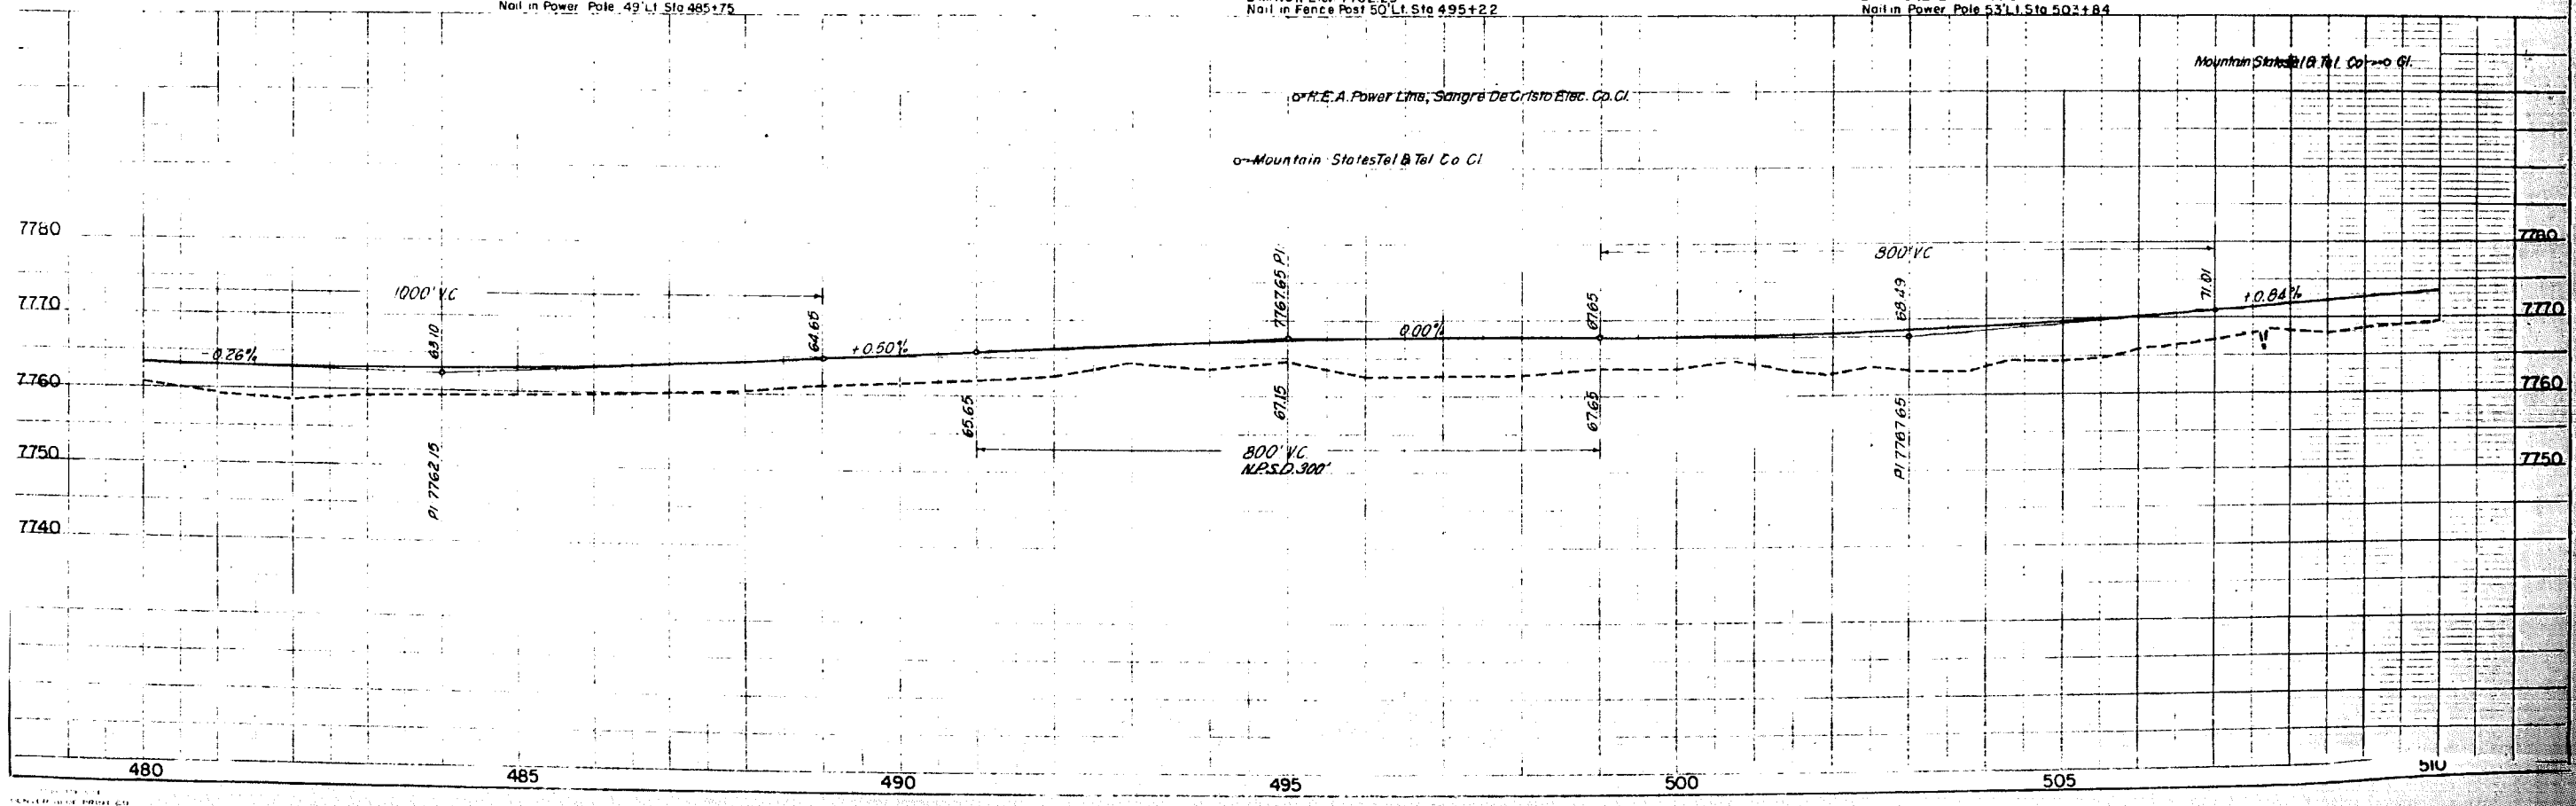 Nail in Power Pole 49' Lt Sta 485+75
Nail in Fence Post 50' Lt. Sta 495+22
Nail in Power Pole 53' Lt. Sta 503+84
Mountain States Tel & Tel Co Cl.
R.E.A. Power Line, Sangre De Cristo Elec. Co. Cl.
Mountain States Tel & Tel Co Cl
7780
7780
800' V.C
1000' V.C
7770
7770
63.10
64.65
7767.65 PI
67.65
68.49
71.01
-0.26%
+0.50%
0.00%
+0.84%
7760
7760
65.65
67.15
67.65
PI 7767.65
PI 7762.15
800' V.C.
N.P.S.D. 300'
7750
7750
7740
480
485
490
495
500
505
510